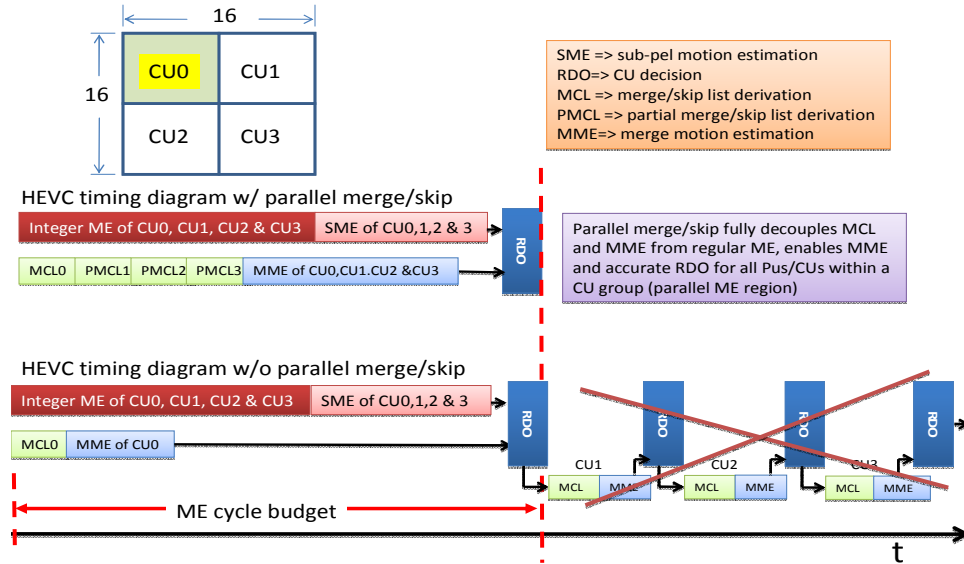 16
16
CU0
CU1
CU2
CU3
SME => sub-pel motion estimation
RDO=> CU decision
MCL => merge/skip list derivation
PMCL => partial merge/skip list derivation
MME=> merge motion estimation
HEVC timing diagram w/ parallel merge/skip
Integer ME of CU0, CU1, CU2 & CU3
SME of CU0,1,2 & 3
RDO
MCL0
PMCL1
PMCL2
PMCL3
MME of CU0,CU1.CU2 &CU3
Parallel merge/skip fully decouples MCL
and MME from regular ME, enables MME
and accurate RDO for all Pus/CUs within a
CU group (parallel ME region)
HEVC timing diagram w/o parallel merge/skip
Integer ME of CU0, CU1, CU2 & CU3
SME of CU0,1,2 & 3
RDO
RDO
RDO
RDO
MCL0
MME of CU0
CU1
CU2
CU3
MCL
MME
MCL
MME
MCL
MME
ME cycle budget
t